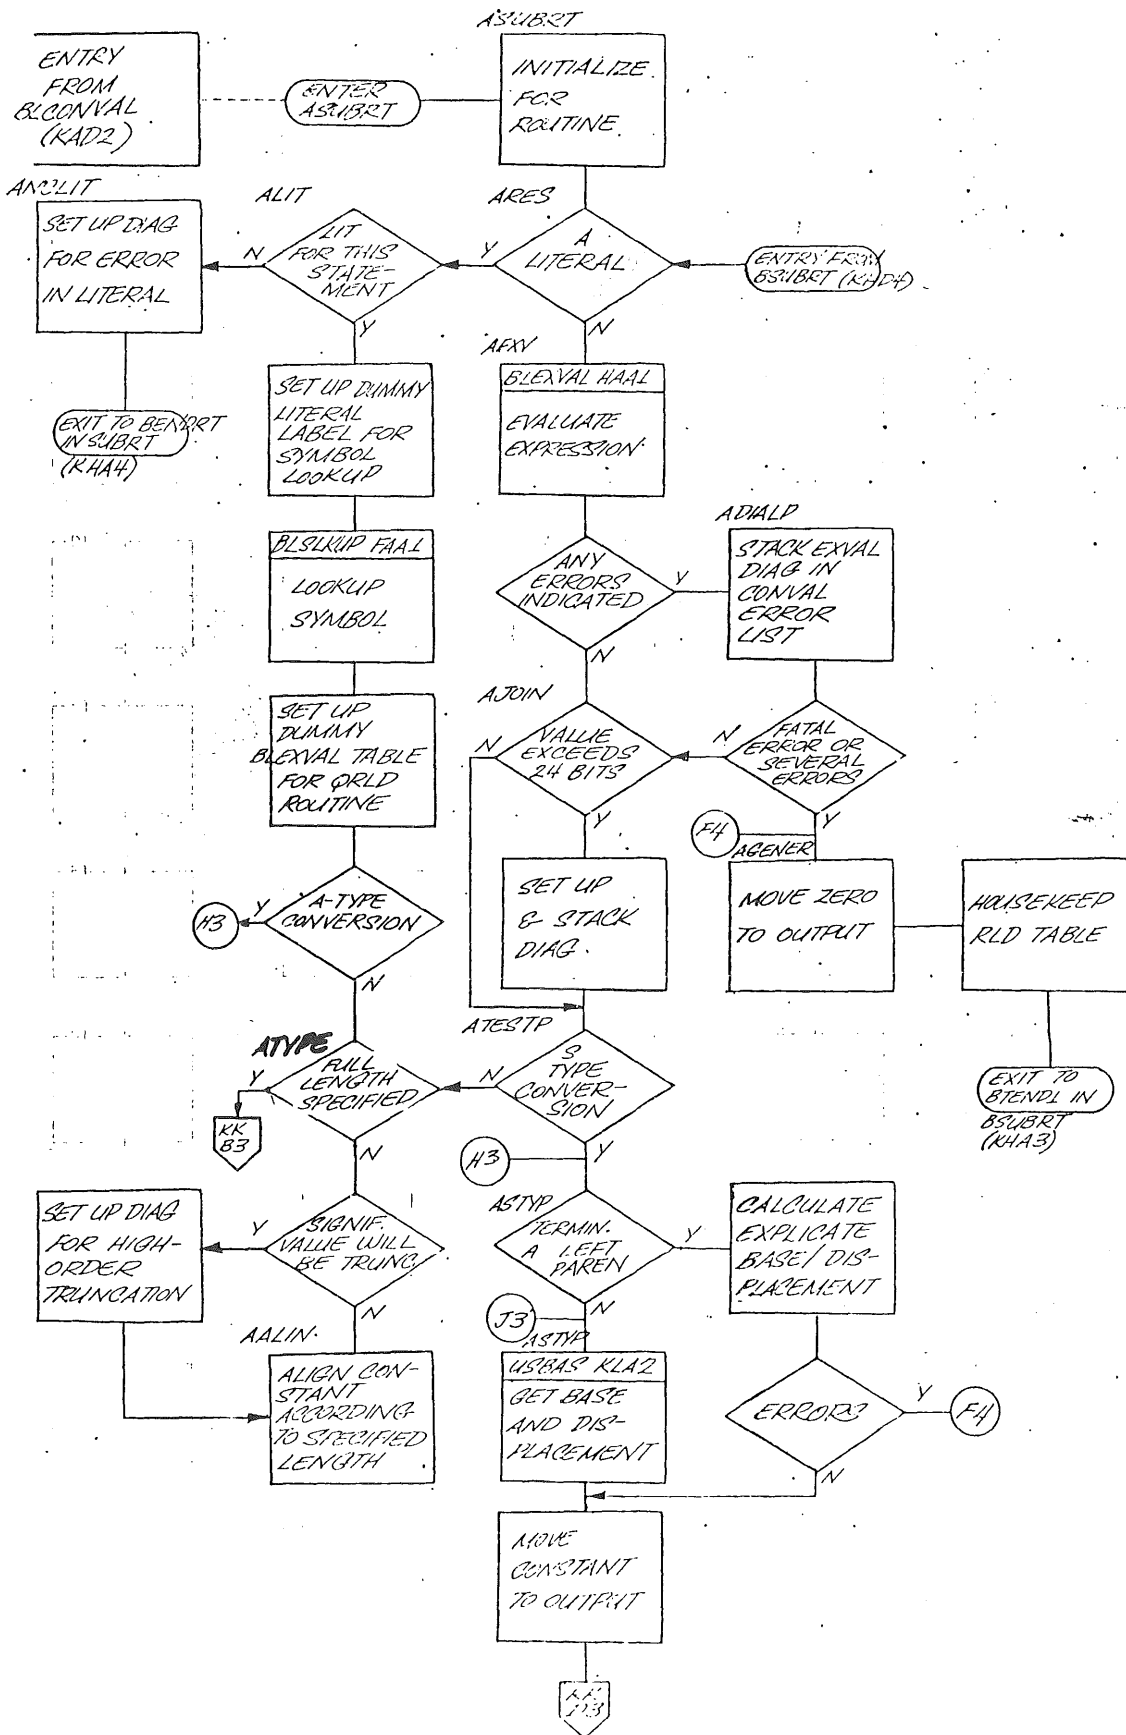 ASUBRT
ENTRY
FROM
BLCONVAL
(KAD2)
ENTER
ASUBRT
INITIALIZE
FOR
ROUTINE
ANOLIT
SET UP DIAG
FOR ERROR
IN LITERAL
N
ALIT
LIT
FOR THIS
STATE-
MENT
Y
Y
ARES
A
LITERAL
N
ENTRY FROM
BSUBRT (KHD4)
EXIT TO BENDRT
IN SUBRT
(KHA4)
SET UP DUMMY
LITERAL
LABEL FOR
SYMBOL
LOOKUP
AEXV
BLEXVAL HAA1
EVALUATE
EXPRESSION
BLSLKUP FAA1
LOOKUP
SYMBOL
ANY
ERRORS
INDICATED
Y
N
ADIALP
STACK EXVAL
DIAG IN
CONVAL
ERROR
LIST
SET UP
DUMMY
BLEXVAL TABLE
FOR QRLD
ROUTINE
AJOIN
N
VALUE
EXCEEDS
24 BITS
Y
N
FATAL
ERROR OR
SEVERAL
ERRORS
Y
F4
AGENER
MOVE ZERO
TO OUTPUT
HOUSEKEEP
RLD TABLE
H3
Y
A-TYPE
CONVERSION
N
SET UP
& STACK
DIAG.
ATYPE
Y
FULL
LENGTH
SPECIFIED
N
KK
B3
ATESTP
N
S
TYPE
CONVER-
SION
Y
EXIT TO
BTEND1 IN
BSUBRT
(KHA3)
H3
SET UP DIAG
FOR HIGH-
ORDER
TRUNCATION
Y
SIGNIF.
VALUE WILL
BE TRUNC
N
ASTYP
TERMIN.
A LEFT
PAREN
Y
N
CALCULATE
EXPLICATE
BASE/DIS-
PLACEMENT
J3
AALIN.
ALIGN CON-
STANT
ACCORDING
TO SPECIFIED
LENGTH
ASTYP
USBAS KLA2
GET BASE
AND DIS-
PLACEMENT
ERRORS
Y
F4
N
MOVE
CONSTANT
TO OUTPUT